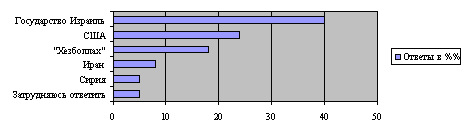 Государство Израиль
США
"Хезболлах"
Иран
Сирия
Затрудняюсь ответить
0 10 20 30 40 50
Ответы в %%